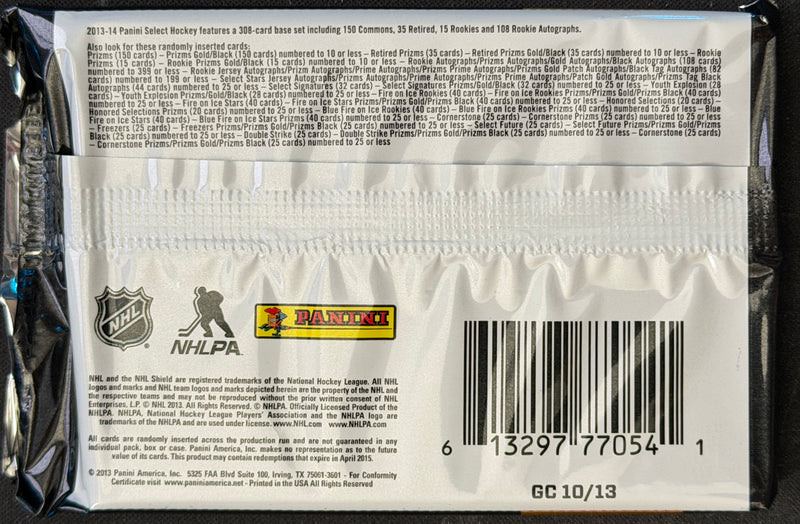 2013-14 Panini Select Hockey features a 308-card base set including 150 Commons, 35 Retired, 15 Rookies and 108 Rookie Autographs.
Also look for these randomly inserted cards:
Prizms (150 cards) – Prizms Gold/Black (150 cards) numbered to 10 or less – Retired Prizms (35 cards) – Retired Prizms Gold/Black (35 cards) numbered to 10 or less – Rookie
Prizms (15 cards) – Rookie Prizms Gold/Black (15 cards) numbered to 10 or less – Rookie Autographs/Prizms Autographs/Gold Autographs/Black Autographs (108 cards)
numbered to 399 or less – Rookie Jersey Autographs/Prizm Autographs/Prime Autographs/Prizms Prime Autographs/Prizms Gold Patch Autographs/Black Tag Autographs (82
cards) numbered to 199 or less – Select Stars Jersey Autographs/Prizms Autographs/Prime Autographs/Prizms Prime Autographs/Patch Gold Autographs/Prizms Tag Black
Autographs (44 cards) numbered to 25 or less – Select Signatures (32 cards) – Select Signatures Prizms/Gold/Black (32 cards) numbered to 25 or less – Youth Explosion (28
cards) – Youth Explosion Prizms/Gold/Black (28 cards) numbered to 25 or less – Fire on Ice Rookies (40 cards) – Fire on Ice Rookies Prizms/Prizms Gold/Prizms Black (40 cards)
numbered to 25 or less – Fire on Ice Stars (40 cards) – Fire on Ice Stars Prizms/Prizms Gold/Prizms Black (40 cards) numbered to 25 or less – Honored Selections (20 cards) –
Honored Selections Prizms (20 cards) numbered to 25 or less – Blue Fire on Ice Rookies (40 cards) – Blue Fire on Ice Rookies Prizms (40 cards) numbered to 25 or less – Blue
Fire on Ice Stars (40 cards) – Blue Fire on Ice Stars Prizms (40 cards) numbered to 25 or less – Cornerstone (25 cards) – Cornerstone Prizms (25 cards) numbered to 25 or less
– Freezers (25 cards) – Freezers Prizms/Prizms Gold/Prizms Black (25 cards) numbered to 25 or less – Select Future (25 cards) – Select Future Prizms/Prizms Gold/Prizms
Black (25 cards) numbered to 25 or less – Double Strike (25 cards) – Double Strike Prizms/Prizms Gold/Prizms Black (25 cards) numbered to 25 or less – Cornerstone (25 cards)
– Cornerstone Prizms/Prizms Gold/Prizms Black (25 cards) numbered to 25 or less
NHL
NHLPA
PANINI
NHL and the NHL Shield are registered trademarks of the National Hockey League. All NHL
logos and marks and NHL team logos and marks depicted herein are the property of the NHL and
the respective teams and may not be reproduced without the prior written consent of NHL
Enterprises, L.P. © NHL 2013. All Rights Reserved. © NHLPA. Officially Licensed Product of the
NHLPA. NHLPA, National Hockey League Players' Association and the NHLPA logo are
trademarks of the NHLPA and are used under license. www.NHL.com www.NHLPA.com
All cards are randomly inserted across the production run and are not guaranteed in any
individual pack, box or case. Panini America, Inc. makes no representation as to the future
value of its cards. This product may contain redemptions that expire in April 2015.
© 2013 Panini America, Inc. 5325 FAA Blvd Suite 100, Irving, TX 75061-3601 - For Conformity
Certificate visit www.paniniamerica.net - Printed in the USA All Rights Reserved
6 13297 77054 1
GC 10/13